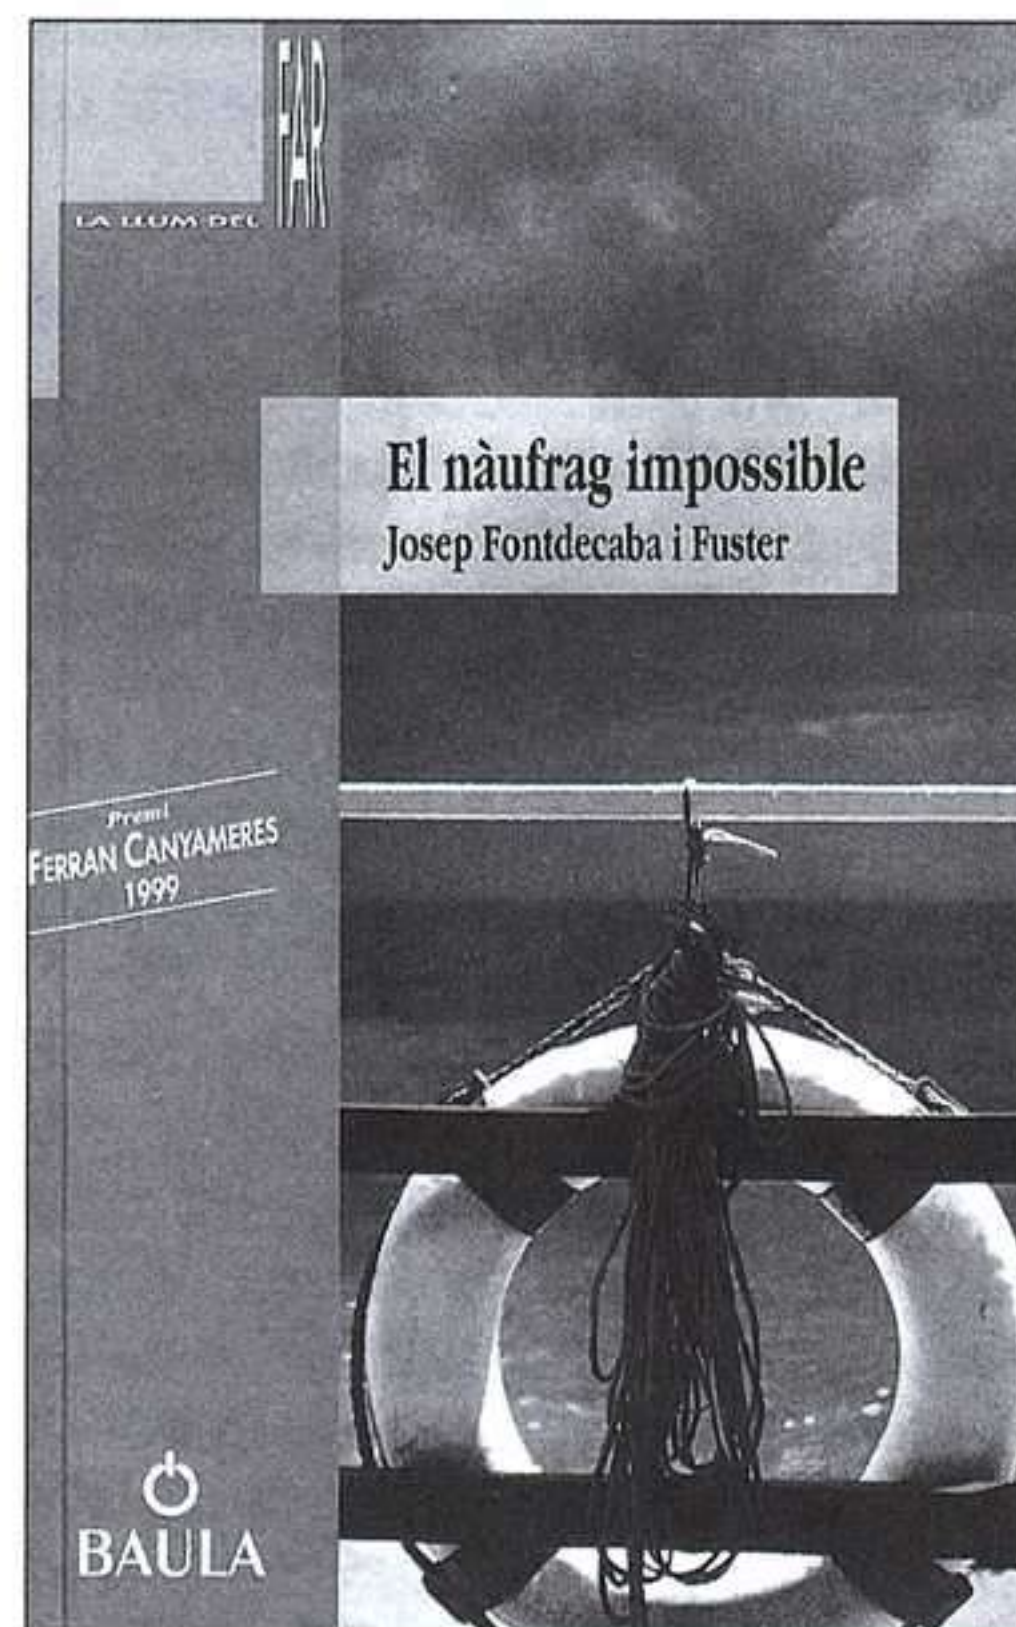 LA LLUM DEL FAR
El nàufrag impossible
Josep Fontdecaba i Fuster
Premi
FERRAN CANYAMERES
1999
BAULA